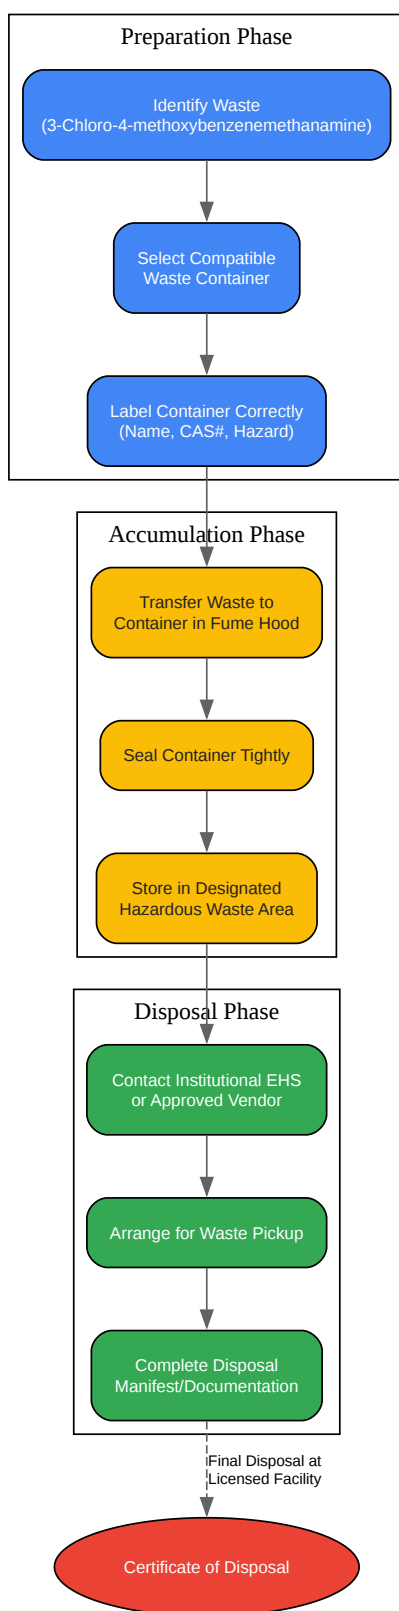 Preparation Phase
Identify Waste
(3-Chloro-4-methoxybenzenemethanamine)
Select Compatible
Waste Container
Label Container Correctly
(Name, CAS#, Hazard)
Accumulation Phase
Transfer Waste to
Container in Fume Hood
Seal Container Tightly
Store in Designated
Hazardous Waste Area
Disposal Phase
Contact Institutional EHS
or Approved Vendor
Arrange for Waste Pickup
Complete Disposal
Manifest/Documentation
Final Disposal at
Licensed Facility
Certificate of Disposal